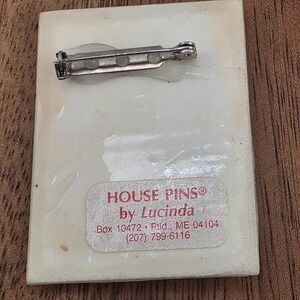 HOUSE PINS®
by Lucinda
Box 10472 • Ptld., ME 04104
(207) 799-6116